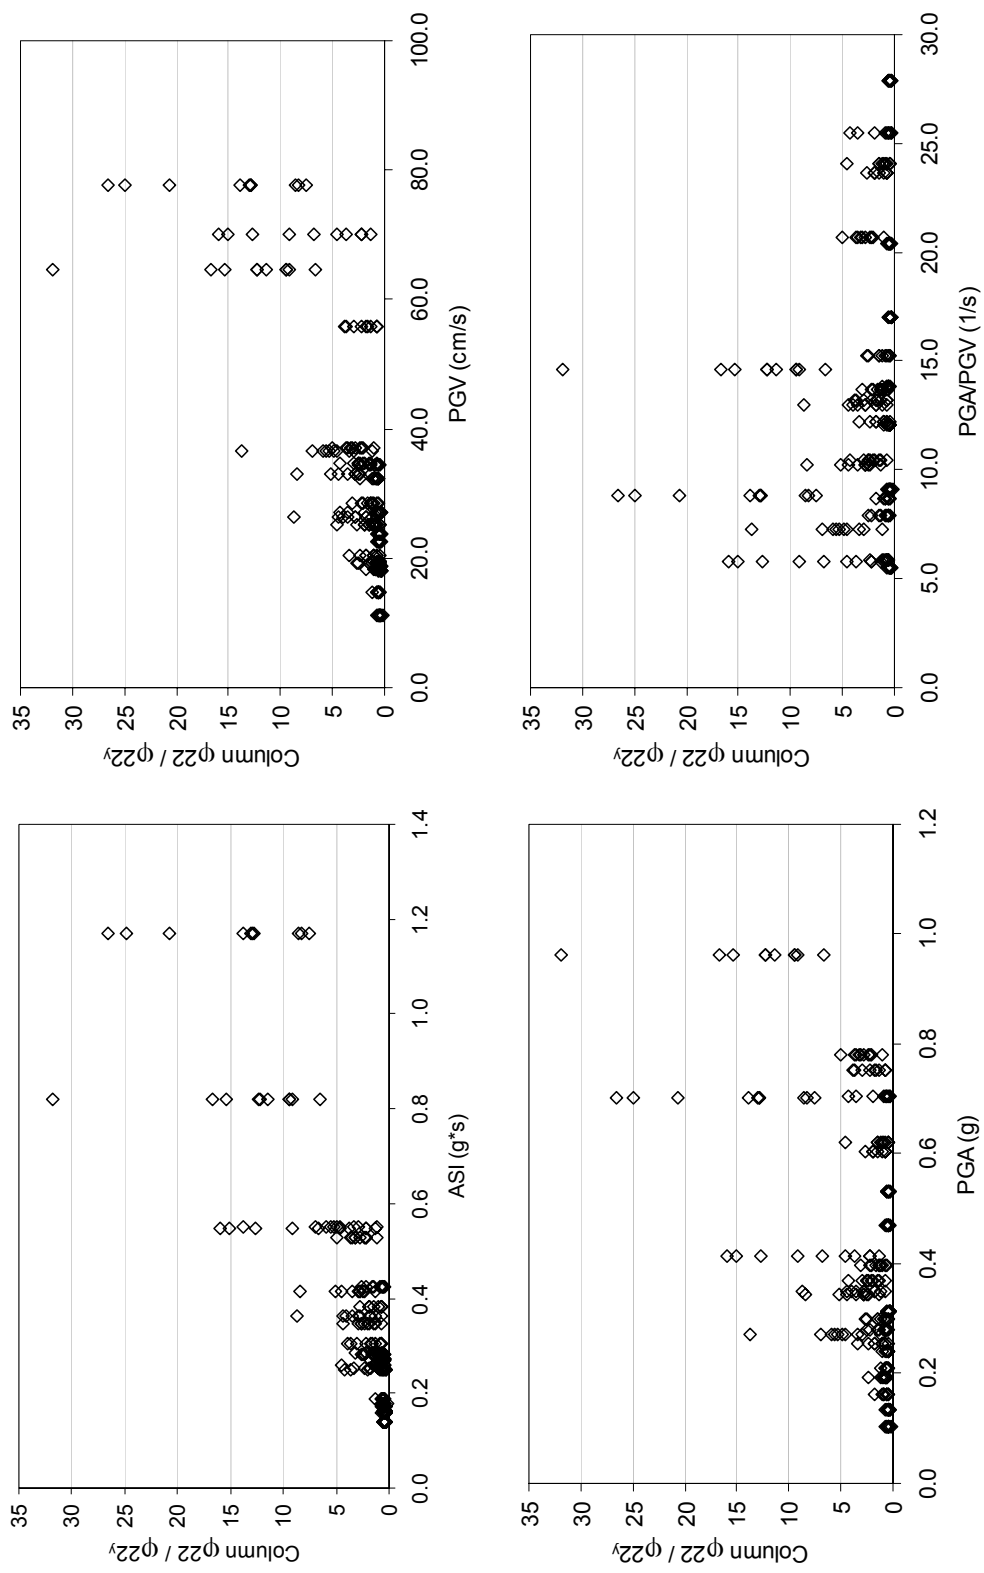 Column φ22 / φ22y
35
30
25
20
15
10
5
0
0.0 0.2 0.4 0.6 0.8 1.0 1.2 1.4
ASI (g*s)
Column φ22 / φ22y
35
30
25
20
15
10
5
0
0.0 20.0 40.0 60.0 80.0 100.0
PGV (cm/s)
Column φ22 / φ22y
35
30
25
20
15
10
5
0
0.0 0.2 0.4 0.6 0.8 1.0 1.2
PGA (g)
Column φ22 / φ22y
35
30
25
20
15
10
5
0
0.0 5.0 10.0 15.0 20.0 25.0 30.0
PGA/PGV (1/s)